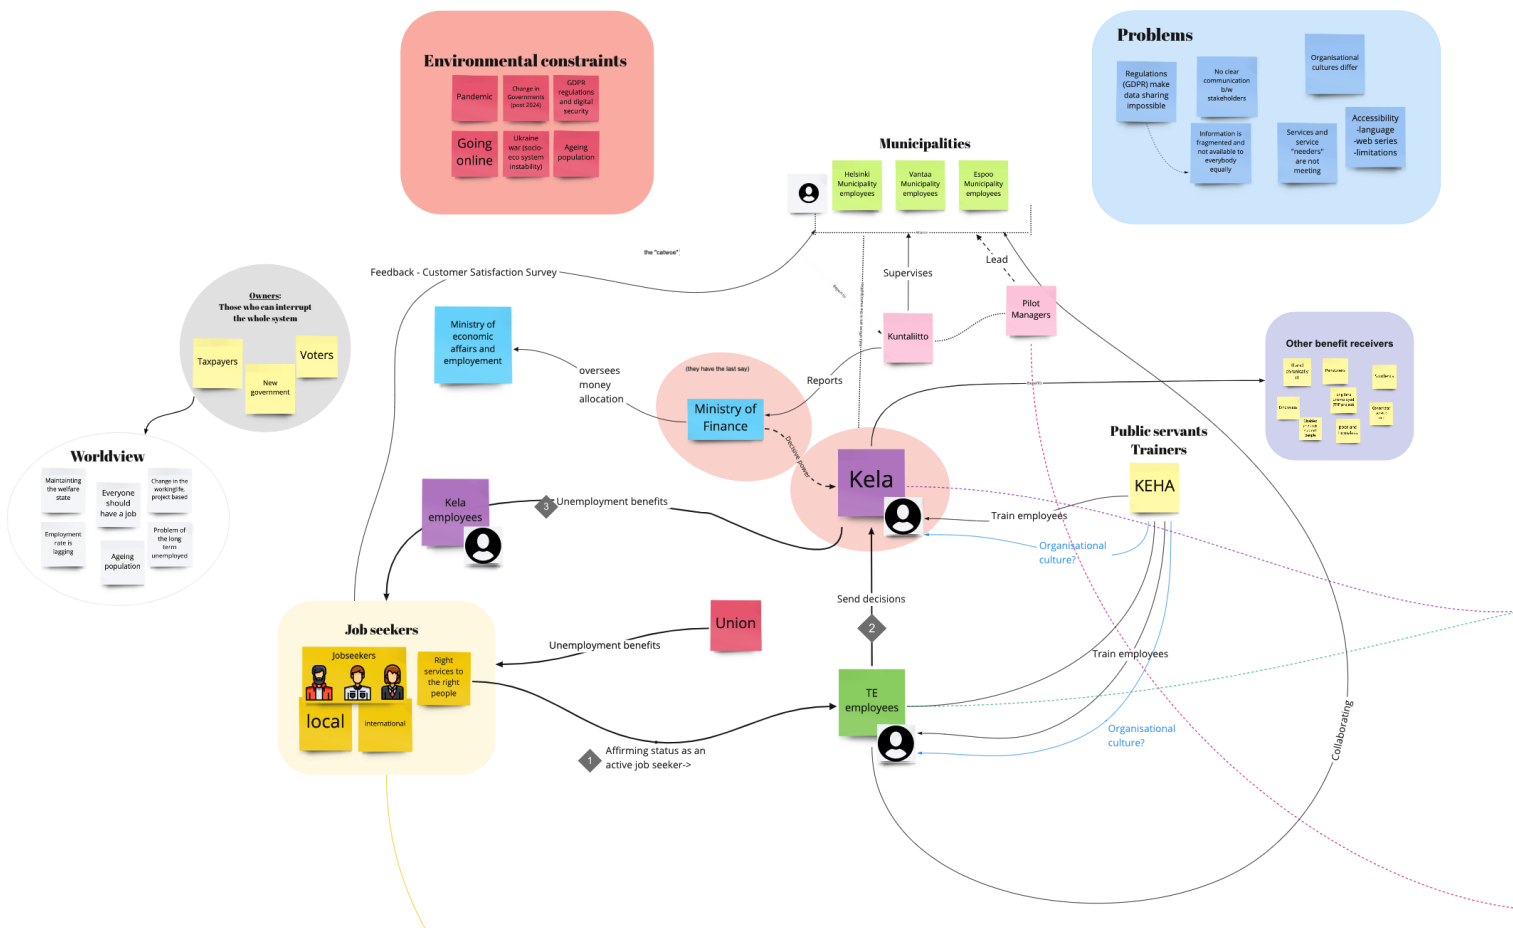 Environmental constraints
Pandemic
Change in
Governments
(post 2024)
GDPR
regulations
and digital
security
Going
online
Ukraine
war (socio-
eco system
instability)
Ageing
population
Problems
Regulations
(GDPR) make
data sharing
impossible
No clear
communication
b/w
stakeholders
Organisational
cultures differ
Information is
fragmented and
not available to
everybody
equally
Services and
service
"needers"
are not
meeting
Accessibility
-language
-web series
-limitations
Municipalities
Helsinki
Municipality
employees
Vantaa
Municipality
employees
Espoo
Municipality
employees
the "catwoe"
Feedback - Customer Satisfaction Survey
Supervises
Lead
Owners:
Those who can interrupt
the whole system
Taxpayers
New
government
Voters
Ministry of
economic
affairs and
employement
Kuntaliitto
Pilot
Managers
oversees
money
allocation
(they have the last say)
Ministry of
Finance
Reports
Decisive power
Other benefit receivers
Pensioners
Students
Worldview
Maintainting
the welfare
state
Everyone
should
have a job
Change in the
workinglife,
project based
Employment
rate is
lagging
Ageing
population
Problem of
the long
term
unemployed
Kela
employees
3
Unemployment benefits
Kela
Public servants
Trainers
KEHA
Train employees
Organisational
culture?
Send decisions
2
Job seekers
Jobseekers
local
international
Right
services to
the right
people
Unemployment benefits
Union
1
Affirming status as an
active job seeker->
TE
employees
Train employees
Organisational
culture?
Collaborating